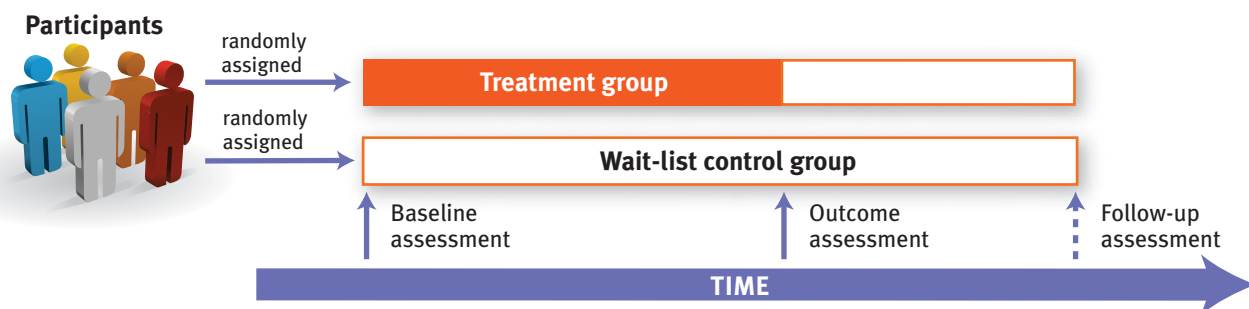 Participants
randomly
assigned
Treatment group
randomly
assigned
Wait-list control group
Baseline
assessment
Outcome
assessment
Follow-up
assessment
TIME